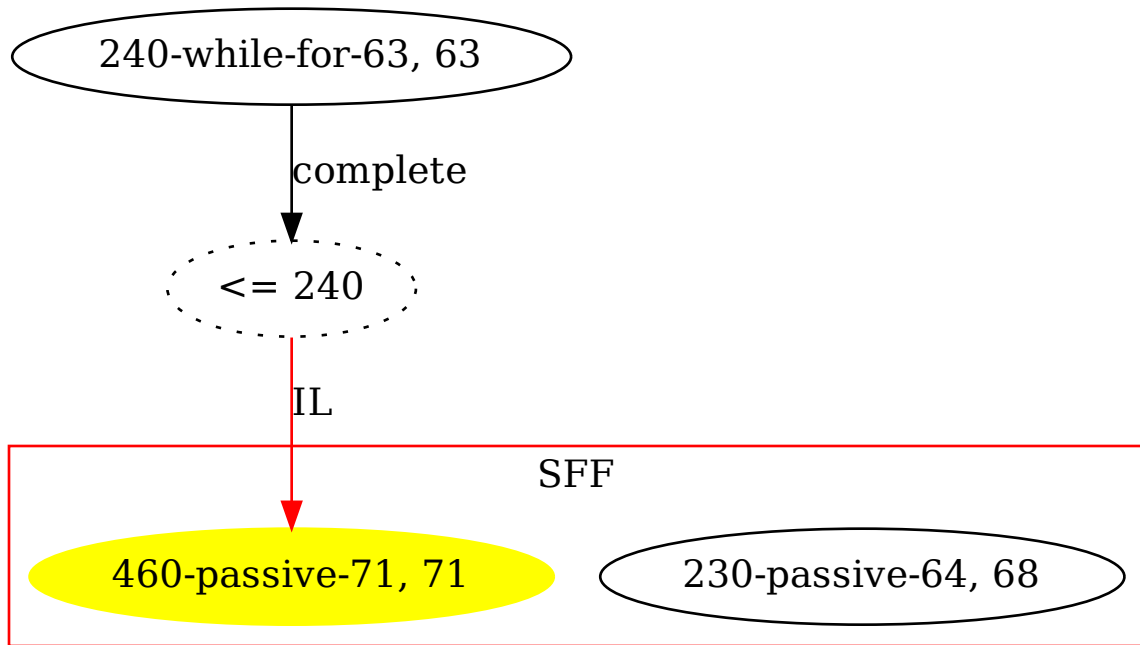 240-while-for-63, 63
complete
<= 240
IL
SFF
460-passive-71, 71
230-passive-64, 68